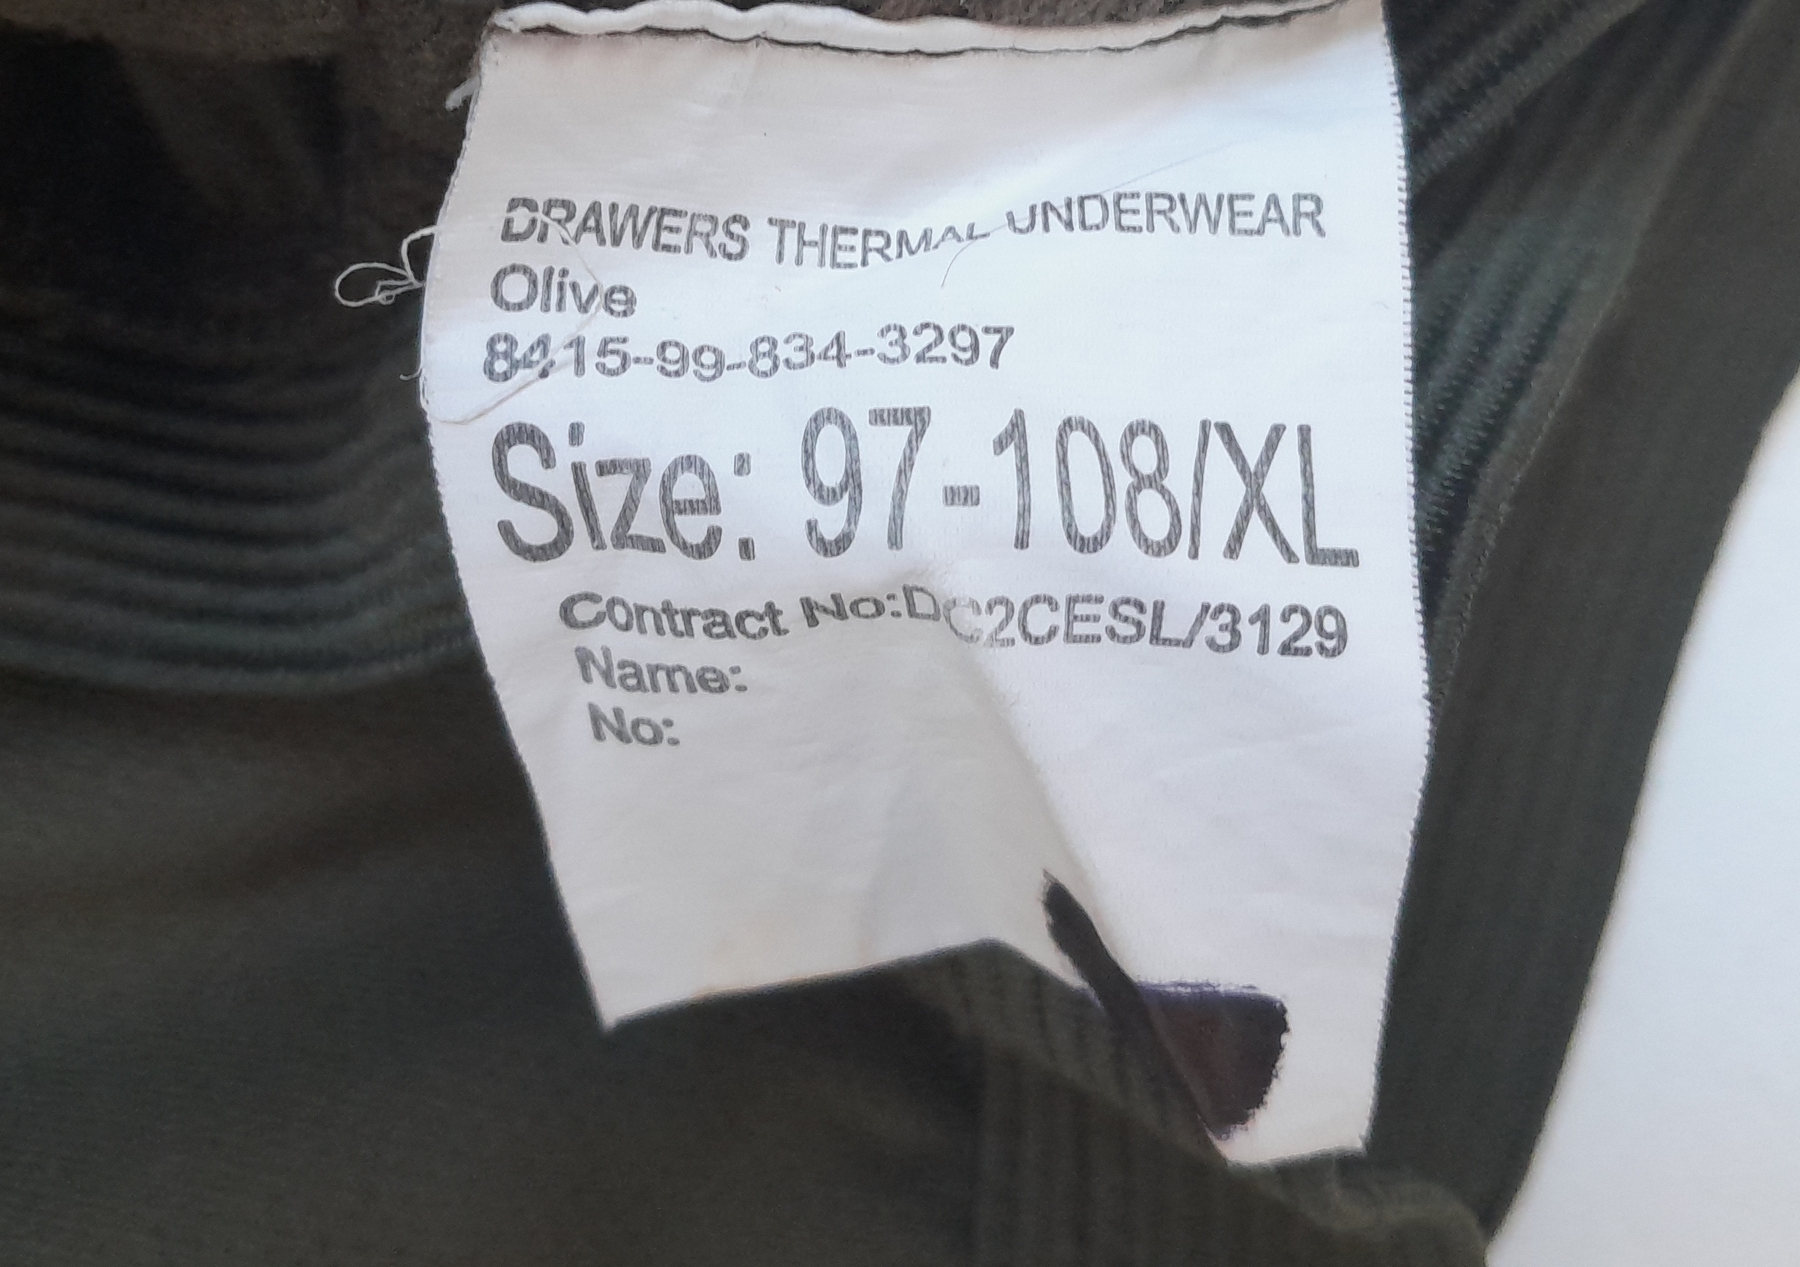 DRAWERS THERMAL UNDERWEAR
Olive
8415-99-834-3297
Size: 97-108/XL
Contract No:DC2CESL/3129
Name:
No: